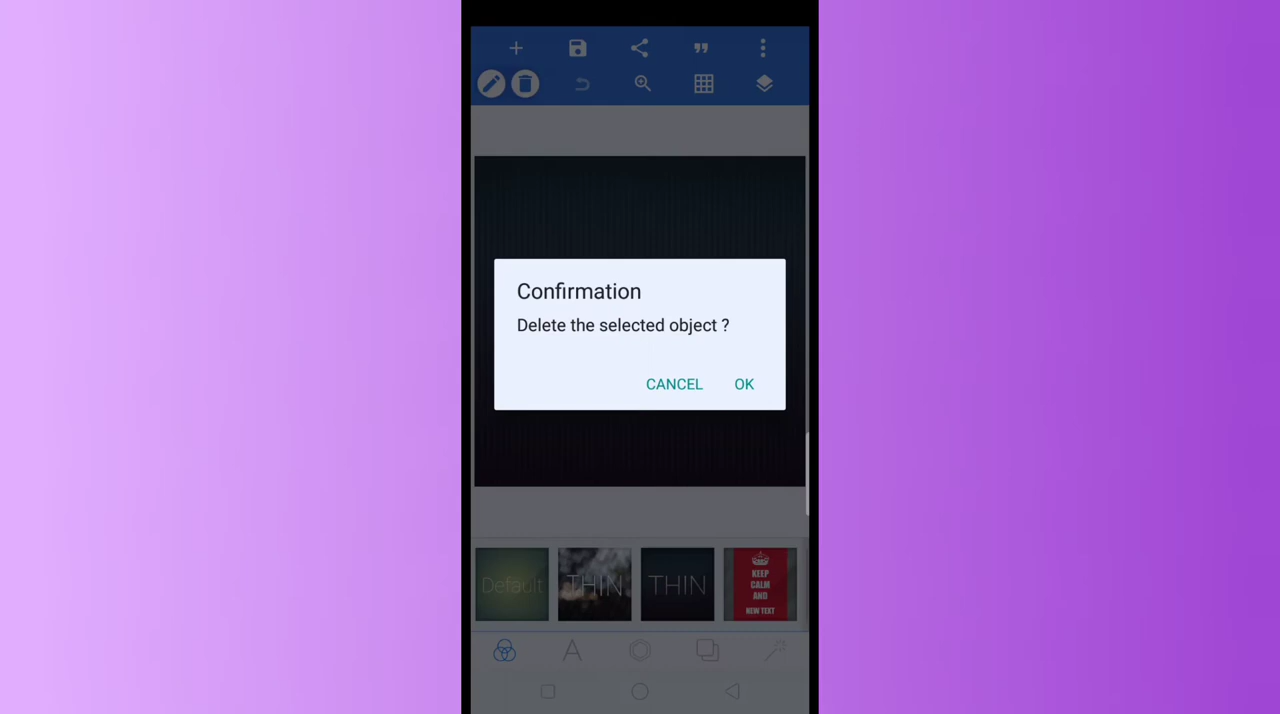 Confirmation
Delete the selected object ?
CANCEL OK
Default
THIN
THIN
KEEP
CALM
AND
NEW TEXT